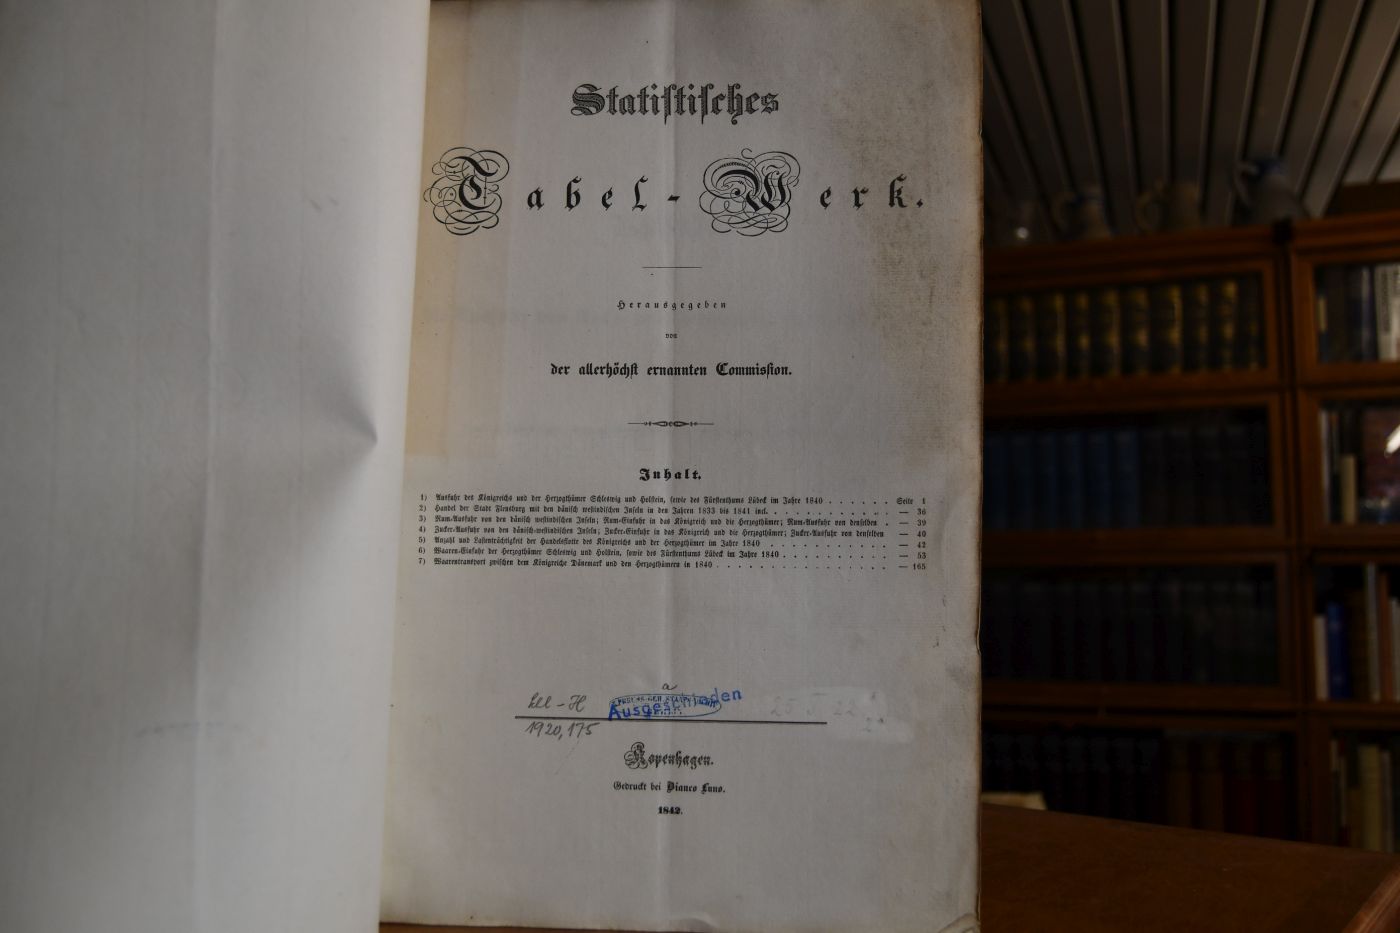 Statistisches
Tabel-Werk.
Herausgegeben
von
der allerhöchst ernannten Commission.
Inhalt.
1) Ausfuhr des Königreichs und der Herzogthümer Schleswig und Holstein, sowie des Fürstenthums Lübeck im Jahre 1840 . . . . . . Seite 1
2) Handel der Stadt Flensburg mit den dänisch westindischen Inseln in den Jahren 1833 bis 1841 incl. . . . . . . . . . . . — 36
3) Rum-Ausfuhr von den dänisch westindischen Inseln; Rum-Einfuhr in das Königreich und die Herzogthümer; Rum-Ausfuhr von denselben . — 39
4) Zucker-Ausfuhr von den dänisch-westindischen Inseln; Zucker-Einfuhr in das Königreich und die Herzogthümer; Zucker-Ausfuhr von denselben — 40
5) Anzahl und Lastenträchtigkeit der Handelsflotte des Königreichs und der Herzogthümer im Jahre 1840 . . . . . . . . . . . — 42
6) Waaren-Einfuhr der Herzogthümer Schleswig und Holstein, sowie des Fürstenthums Lübeck im Jahre 1840 . . . . . . . . . . — 53
7) Waarentransport zwischen dem Königreiche Dänemark und den Herzogthümern in 1840 . . . . . . . . . . . . . . . . — 165
a
Ausgeschieden
1920,175
Kopenhagen.
Gedruckt bei Bianco Luno.
1842.